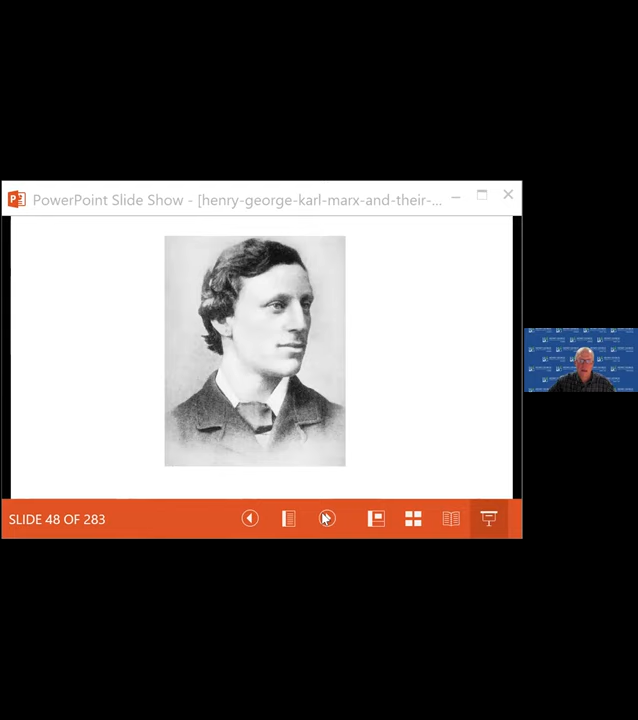 PowerPoint Slide Show - [henry-george-karl-marx-and-their-...
SLIDE 48 OF 283